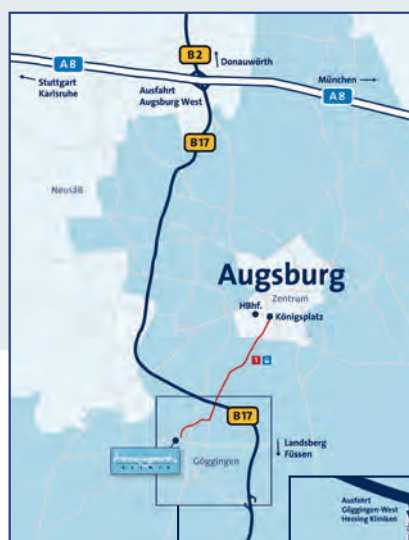 B2
Donauwörth
A8
Stuttgart
Karlsruhe
Ausfahrt
Augsburg West
München
A8
B17
Neusäß
Augsburg
Zentrum
HBhf.
Königsplatz
1
B17
Landsberg
Füssen
Göggingen
Ausfahrt
Göggingen-West
Hessing Kliniken